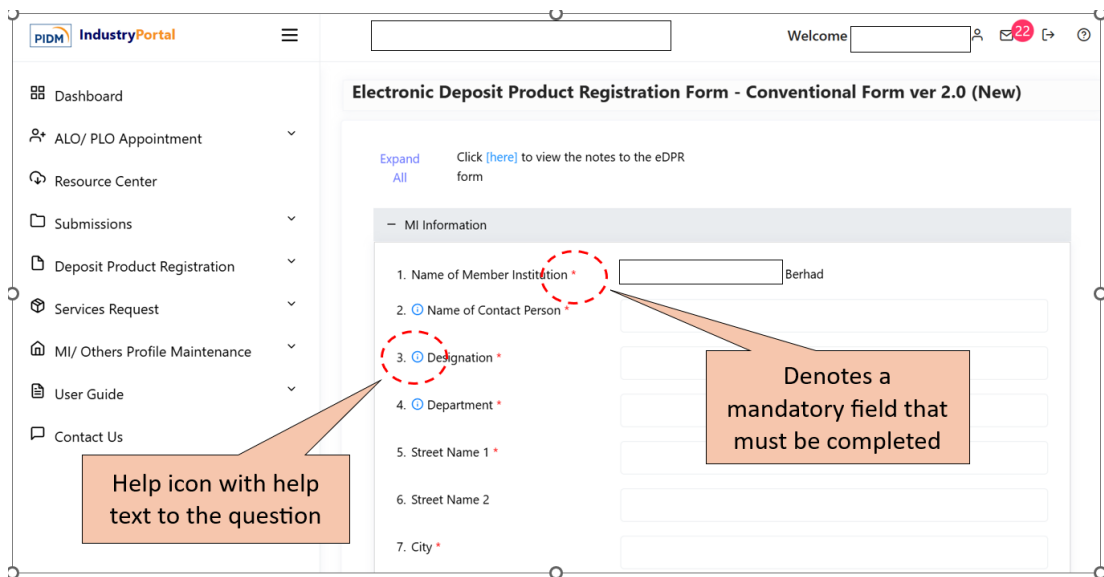 PIDM IndustryPortal
Welcome
22
Dashboard
ALO/ PLO Appointment
Resource Center
Submissions
Deposit Product Registration
Services Request
MI/ Others Profile Maintenance
User Guide
Contact Us
Electronic Deposit Product Registration Form - Conventional Form ver 2.0 (New)
Expand
All
Click [here] to view the notes to the eDPR
form
− MI Information
1. Name of Member Institution *
Berhad
2. Name of Contact Person *
3. Designation *
4. Department *
5. Street Name 1 *
6. Street Name 2
7. City *
Denotes a
mandatory field that
must be completed
Help icon with help
text to the question